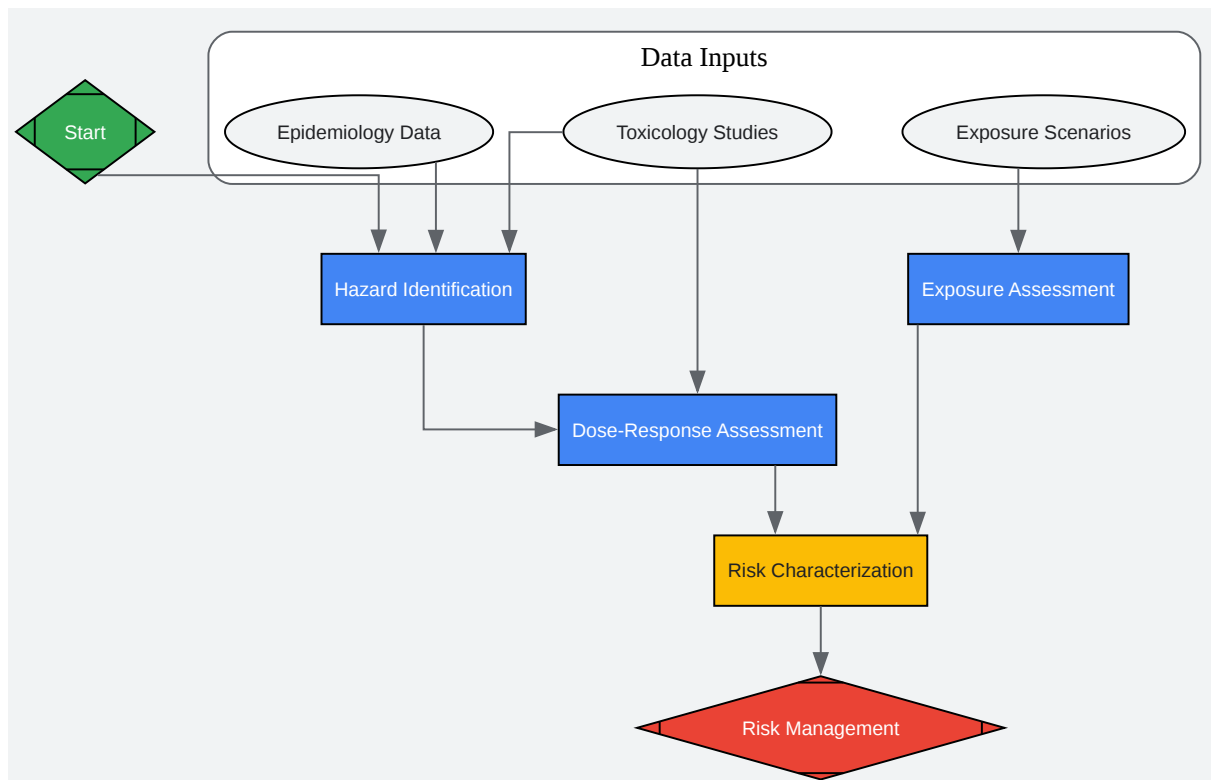 Data Inputs
Start
Epidemiology Data
Toxicology Studies
Exposure Scenarios
Hazard Identification
Exposure Assessment
Dose-Response Assessment
Risk Characterization
Risk Management